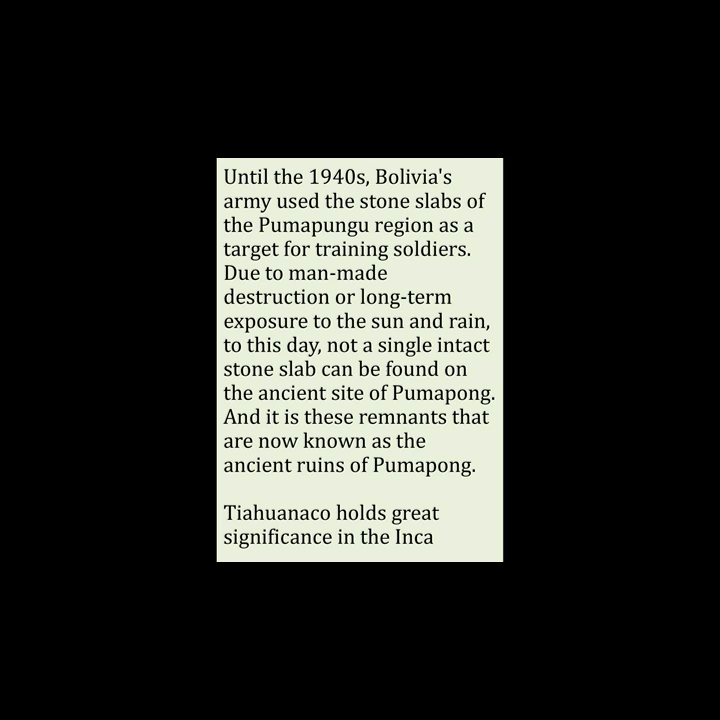 Until the 1940s, Bolivia's
army used the stone slabs of
the Pumapungu region as a
target for training soldiers.
Due to man-made
destruction or long-term
exposure to the sun and rain,
to this day, not a single intact
stone slab can be found on
the ancient site of Pumapong.
And it is these remnants that
are now known as the
ancient ruins of Pumapong.

Tiahuanaco holds great
significance in the Inca